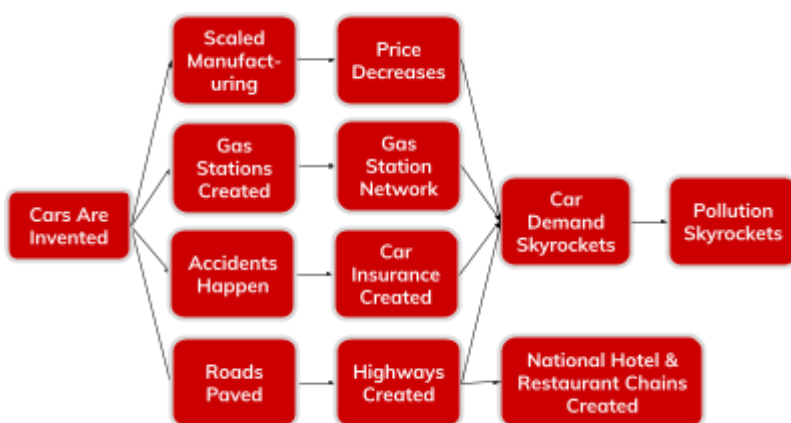 Scaled
Manufact-
uring
Price
Decreases
Gas
Stations
Created
Gas
Station
Network
Cars Are
Invented
Car
Demand
Skyrockets
Pollution
Skyrockets
Accidents
Happen
Car
Insurance
Created
Roads
Paved
Highways
Created
National Hotel &
Restaurant Chains
Created